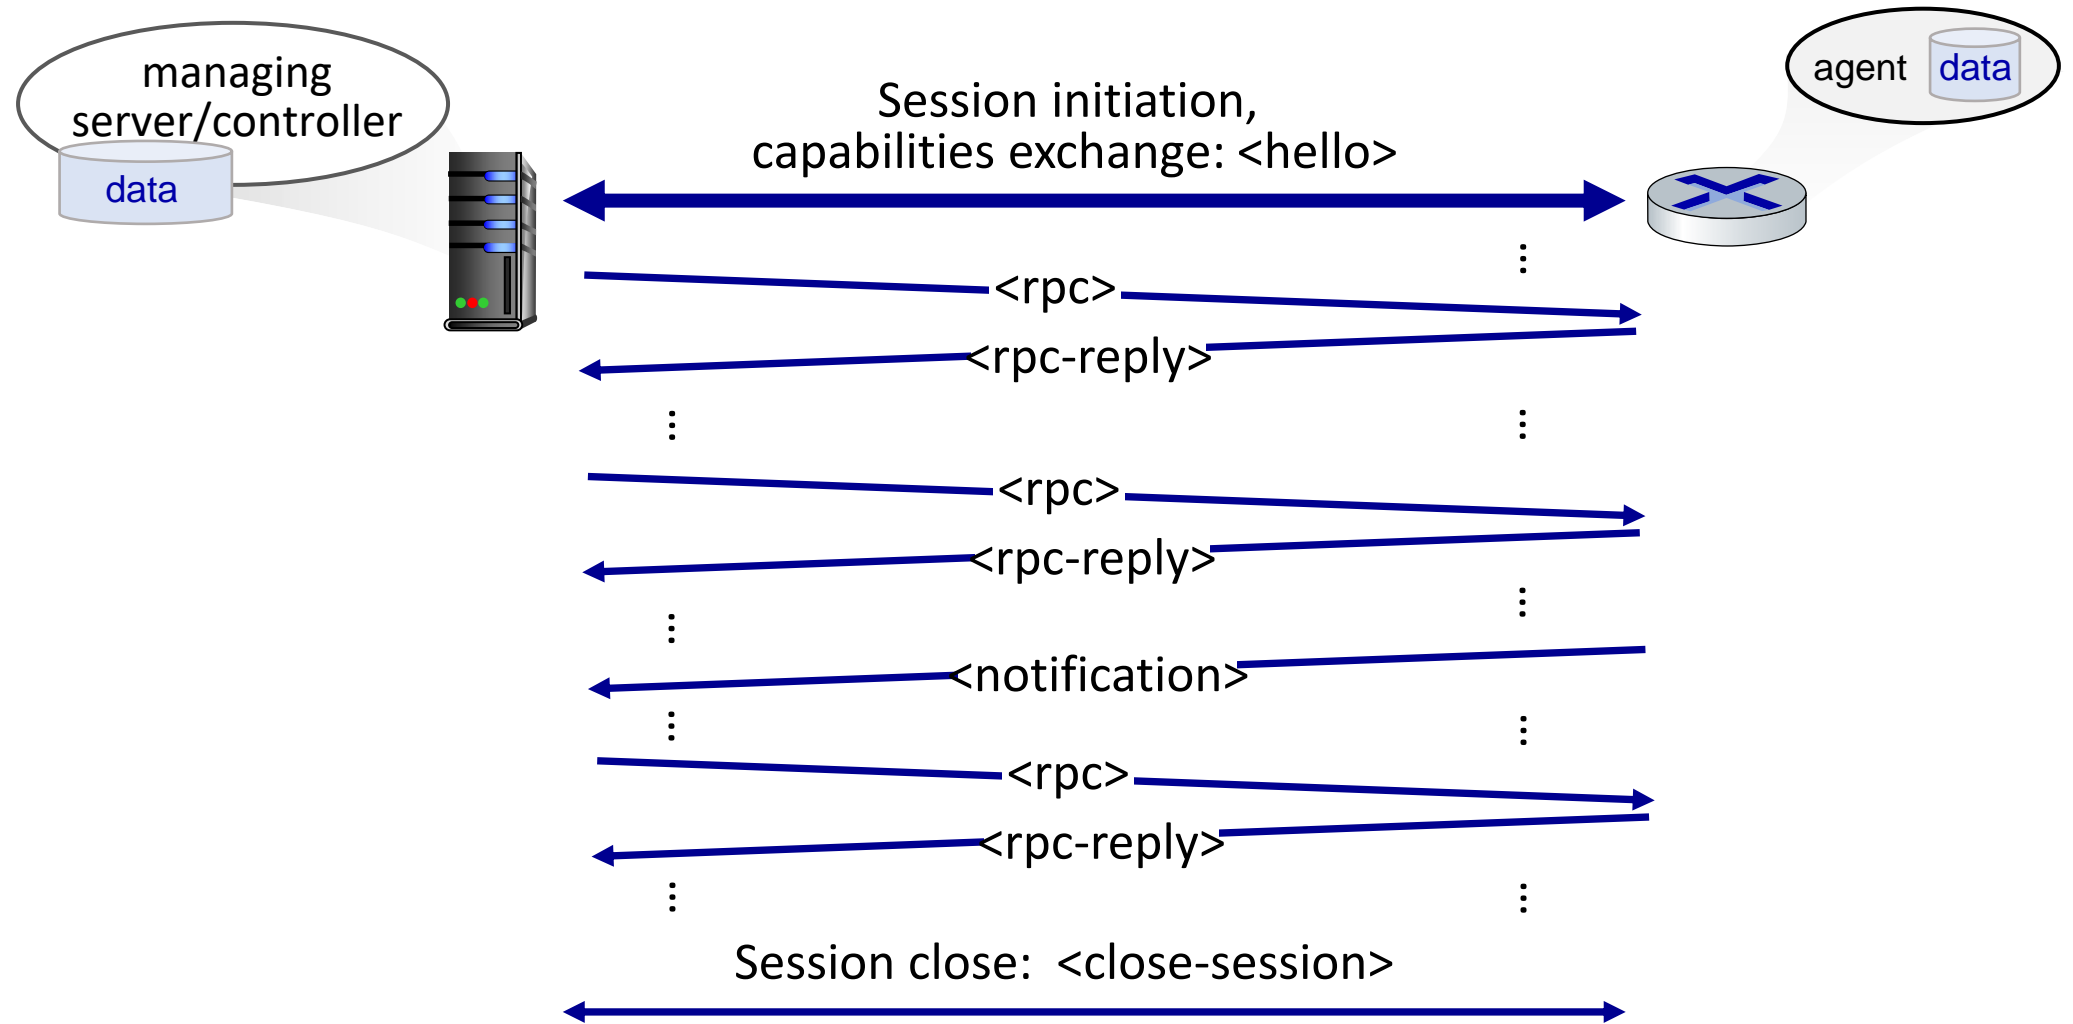 managing
server/controller
data
agent
data
Session initiation,
capabilities exchange: <hello>
<rpc>
<rpc-reply>
<rpc>
<rpc-reply>
<notification>
<rpc>
<rpc-reply>
Session close: <close-session>